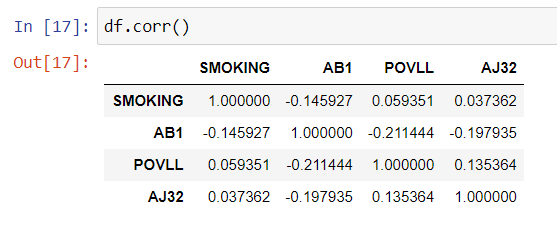 In [17]: df.corr()
Out[17]:
SMOKING AB1 POVLL AJ32
SMOKING 1.000000 -0.145927 0.059351 0.037362
AB1 -0.145927 1.000000 -0.211444 -0.197935
POVLL 0.059351 -0.211444 1.000000 0.135364
AJ32 0.037362 -0.197935 0.135364 1.000000